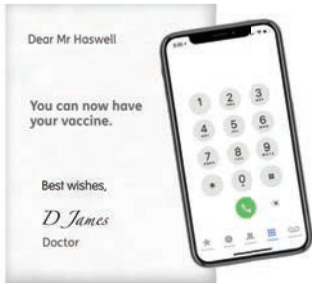 Dear Mr Haswell
You can now have
your vaccine.
Best wishes,
D James
Doctor
1 2 3
4 5 6
7 8 9
* 0 #